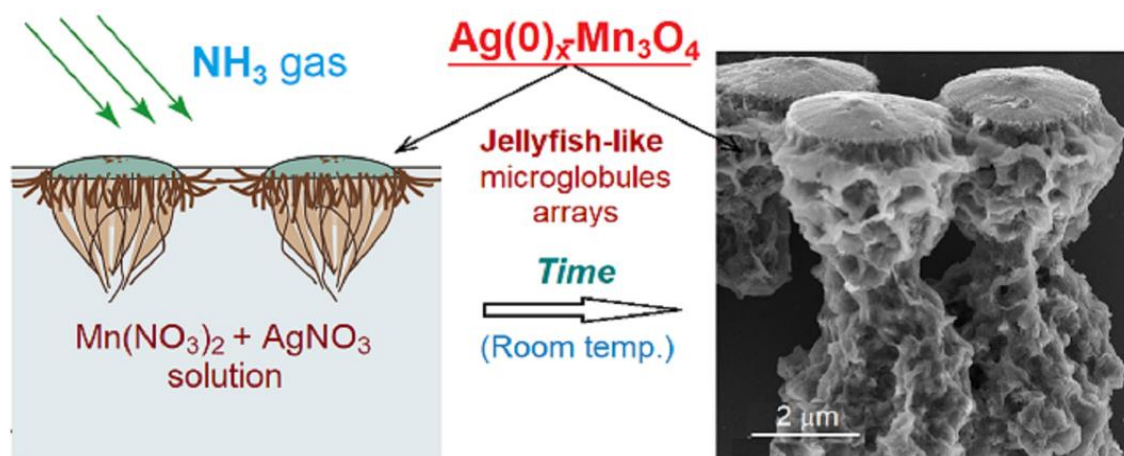 NH₃ gas
Ag(0)ₓ-Mn₃O₄
Jellyfish-like
microglobules
arrays
Time
(Room temp.)
Mn(NO₃)₂ + AgNO₃
solution
2 μm